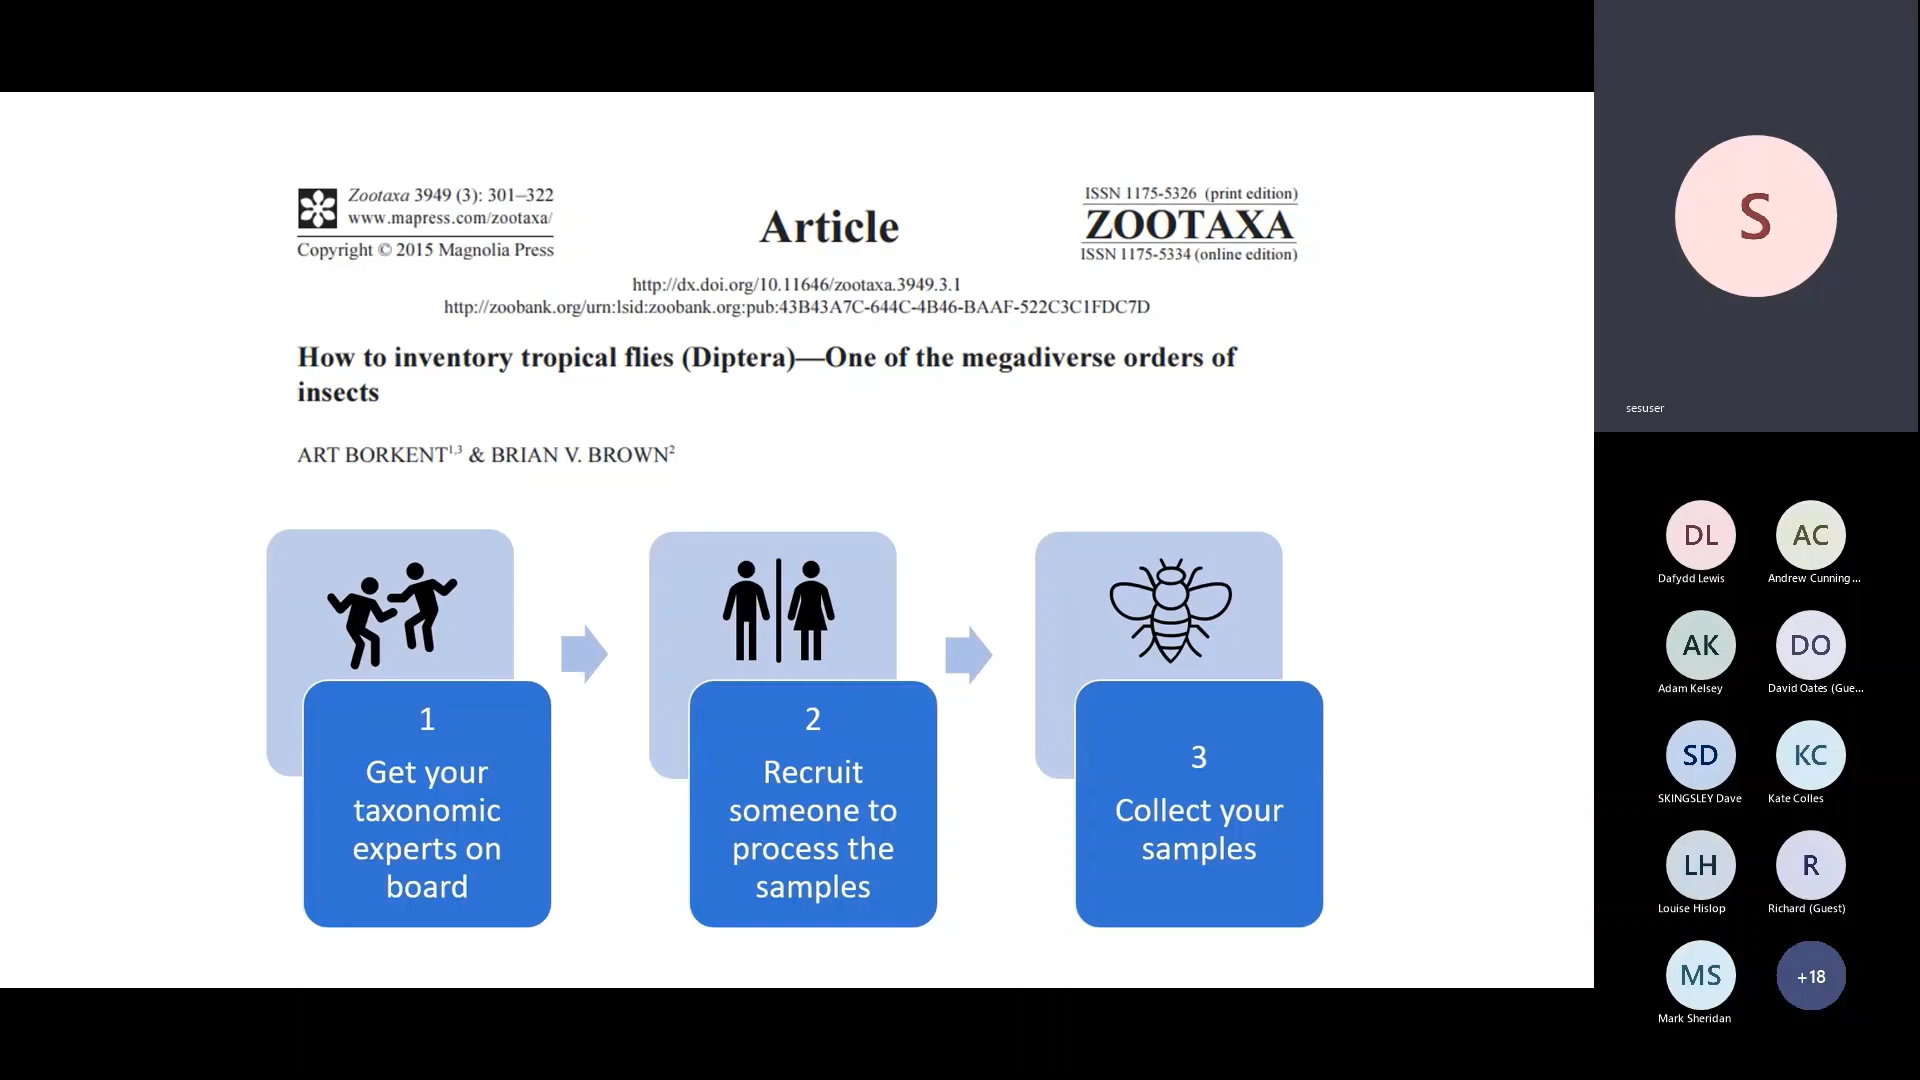 Zootaxa 3949 (3): 301–322
www.mapress.com/zootaxa/
Copyright © 2015 Magnolia Press
Article
ISSN 1175-5326 (print edition)
ZOOTAXA
ISSN 1175-5334 (online edition)
http://dx.doi.org/10.11646/zootaxa.3949.3.1
http://zoobank.org/urn:lsid:zoobank.org:pub:43B43A7C-644C-4B46-BAAF-522C3C1FDC7D
How to inventory tropical flies (Diptera)—One of the megadiverse orders of
insects
ART BORKENT1,3 & BRIAN V. BROWN2
1
Get your
taxonomic
experts on
board
2
Recruit
someone to
process the
samples
3
Collect your
samples
S
sesuser
DL
Dafydd Lewis
AC
Andrew Cunning...
AK
Adam Kelsey
DO
David Oates (Gue...
SD
SKINGSLEY Dave
KC
Kate Colles
LH
Louise Hislop
R
Richard (Guest)
MS
Mark Sheridan
+18